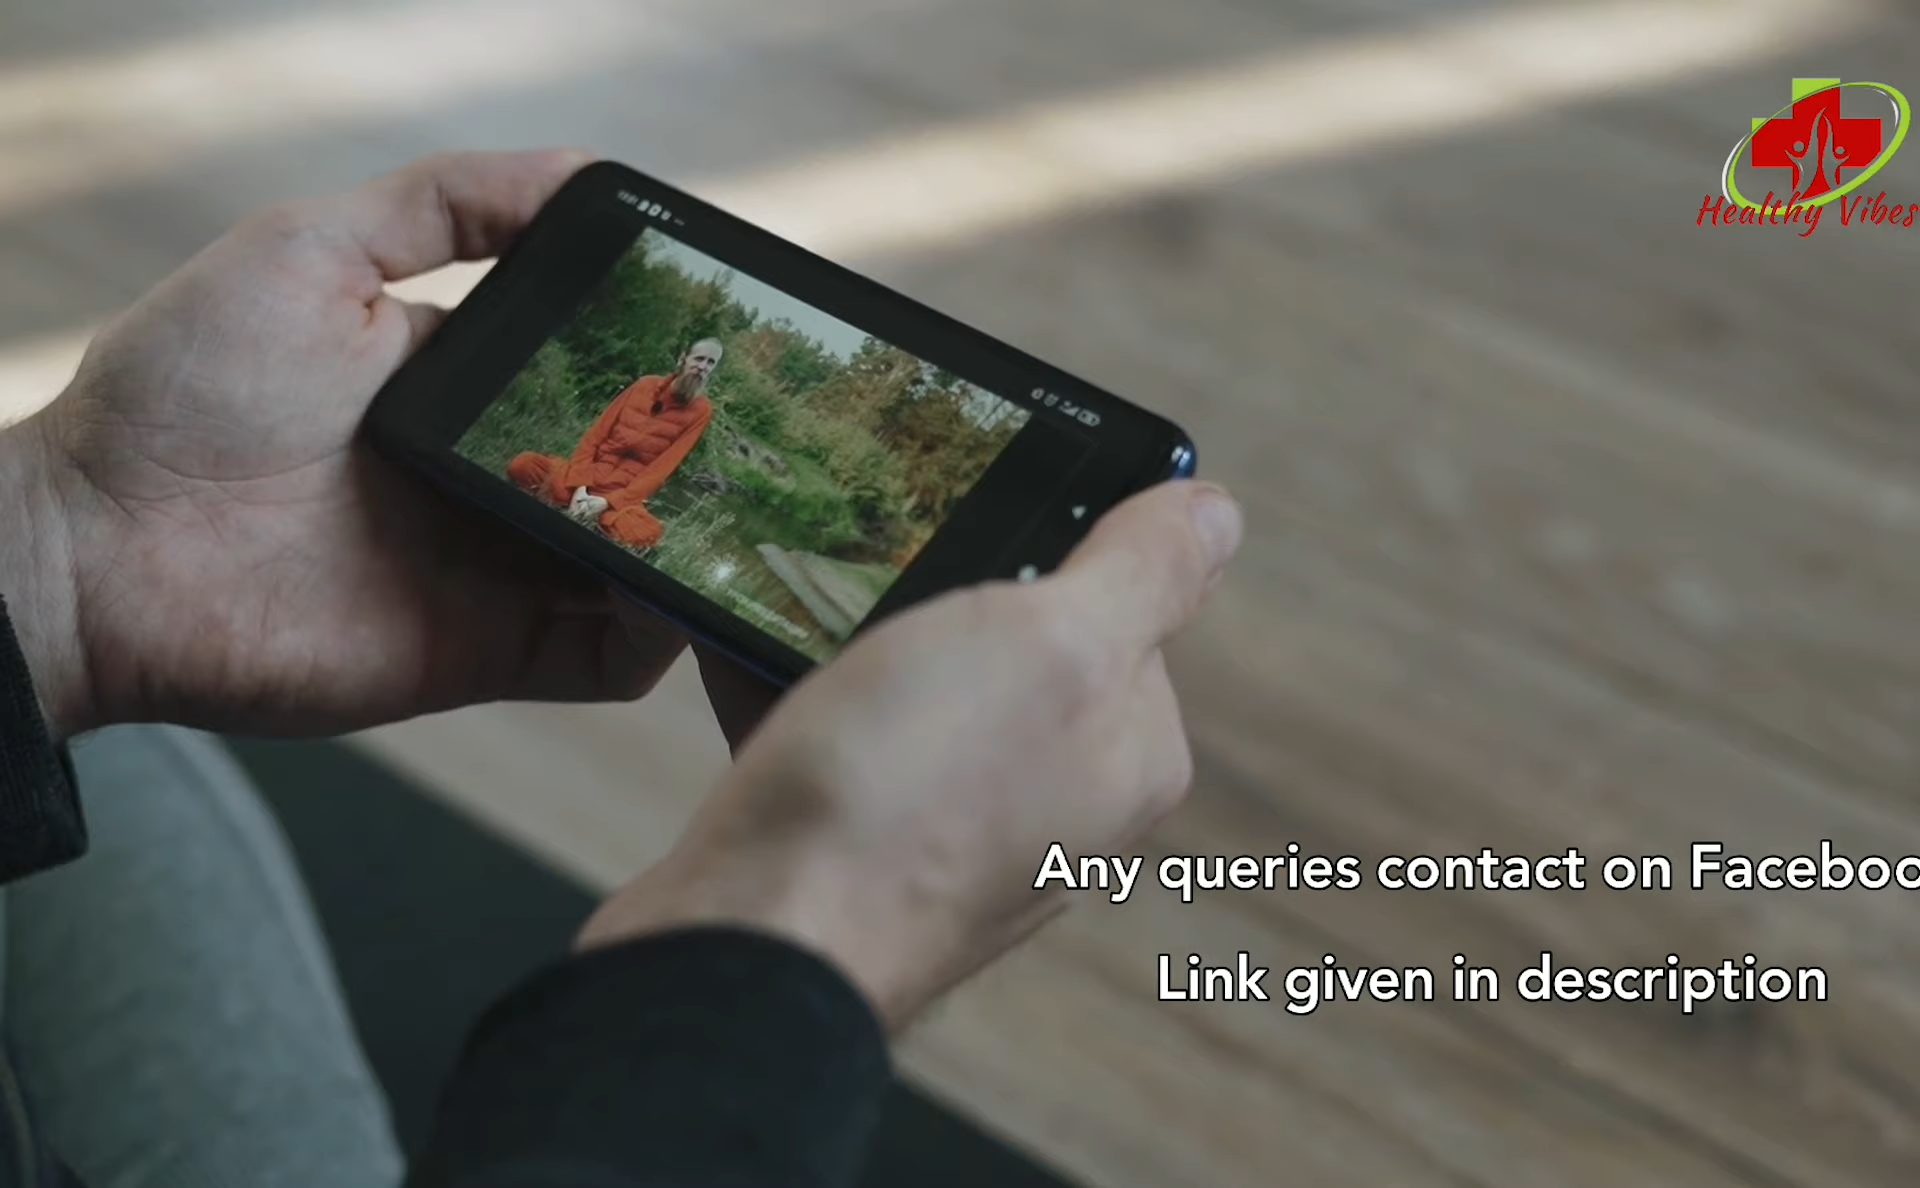 Healthy Vibes
Any queries contact on Faceboo
Link given in description